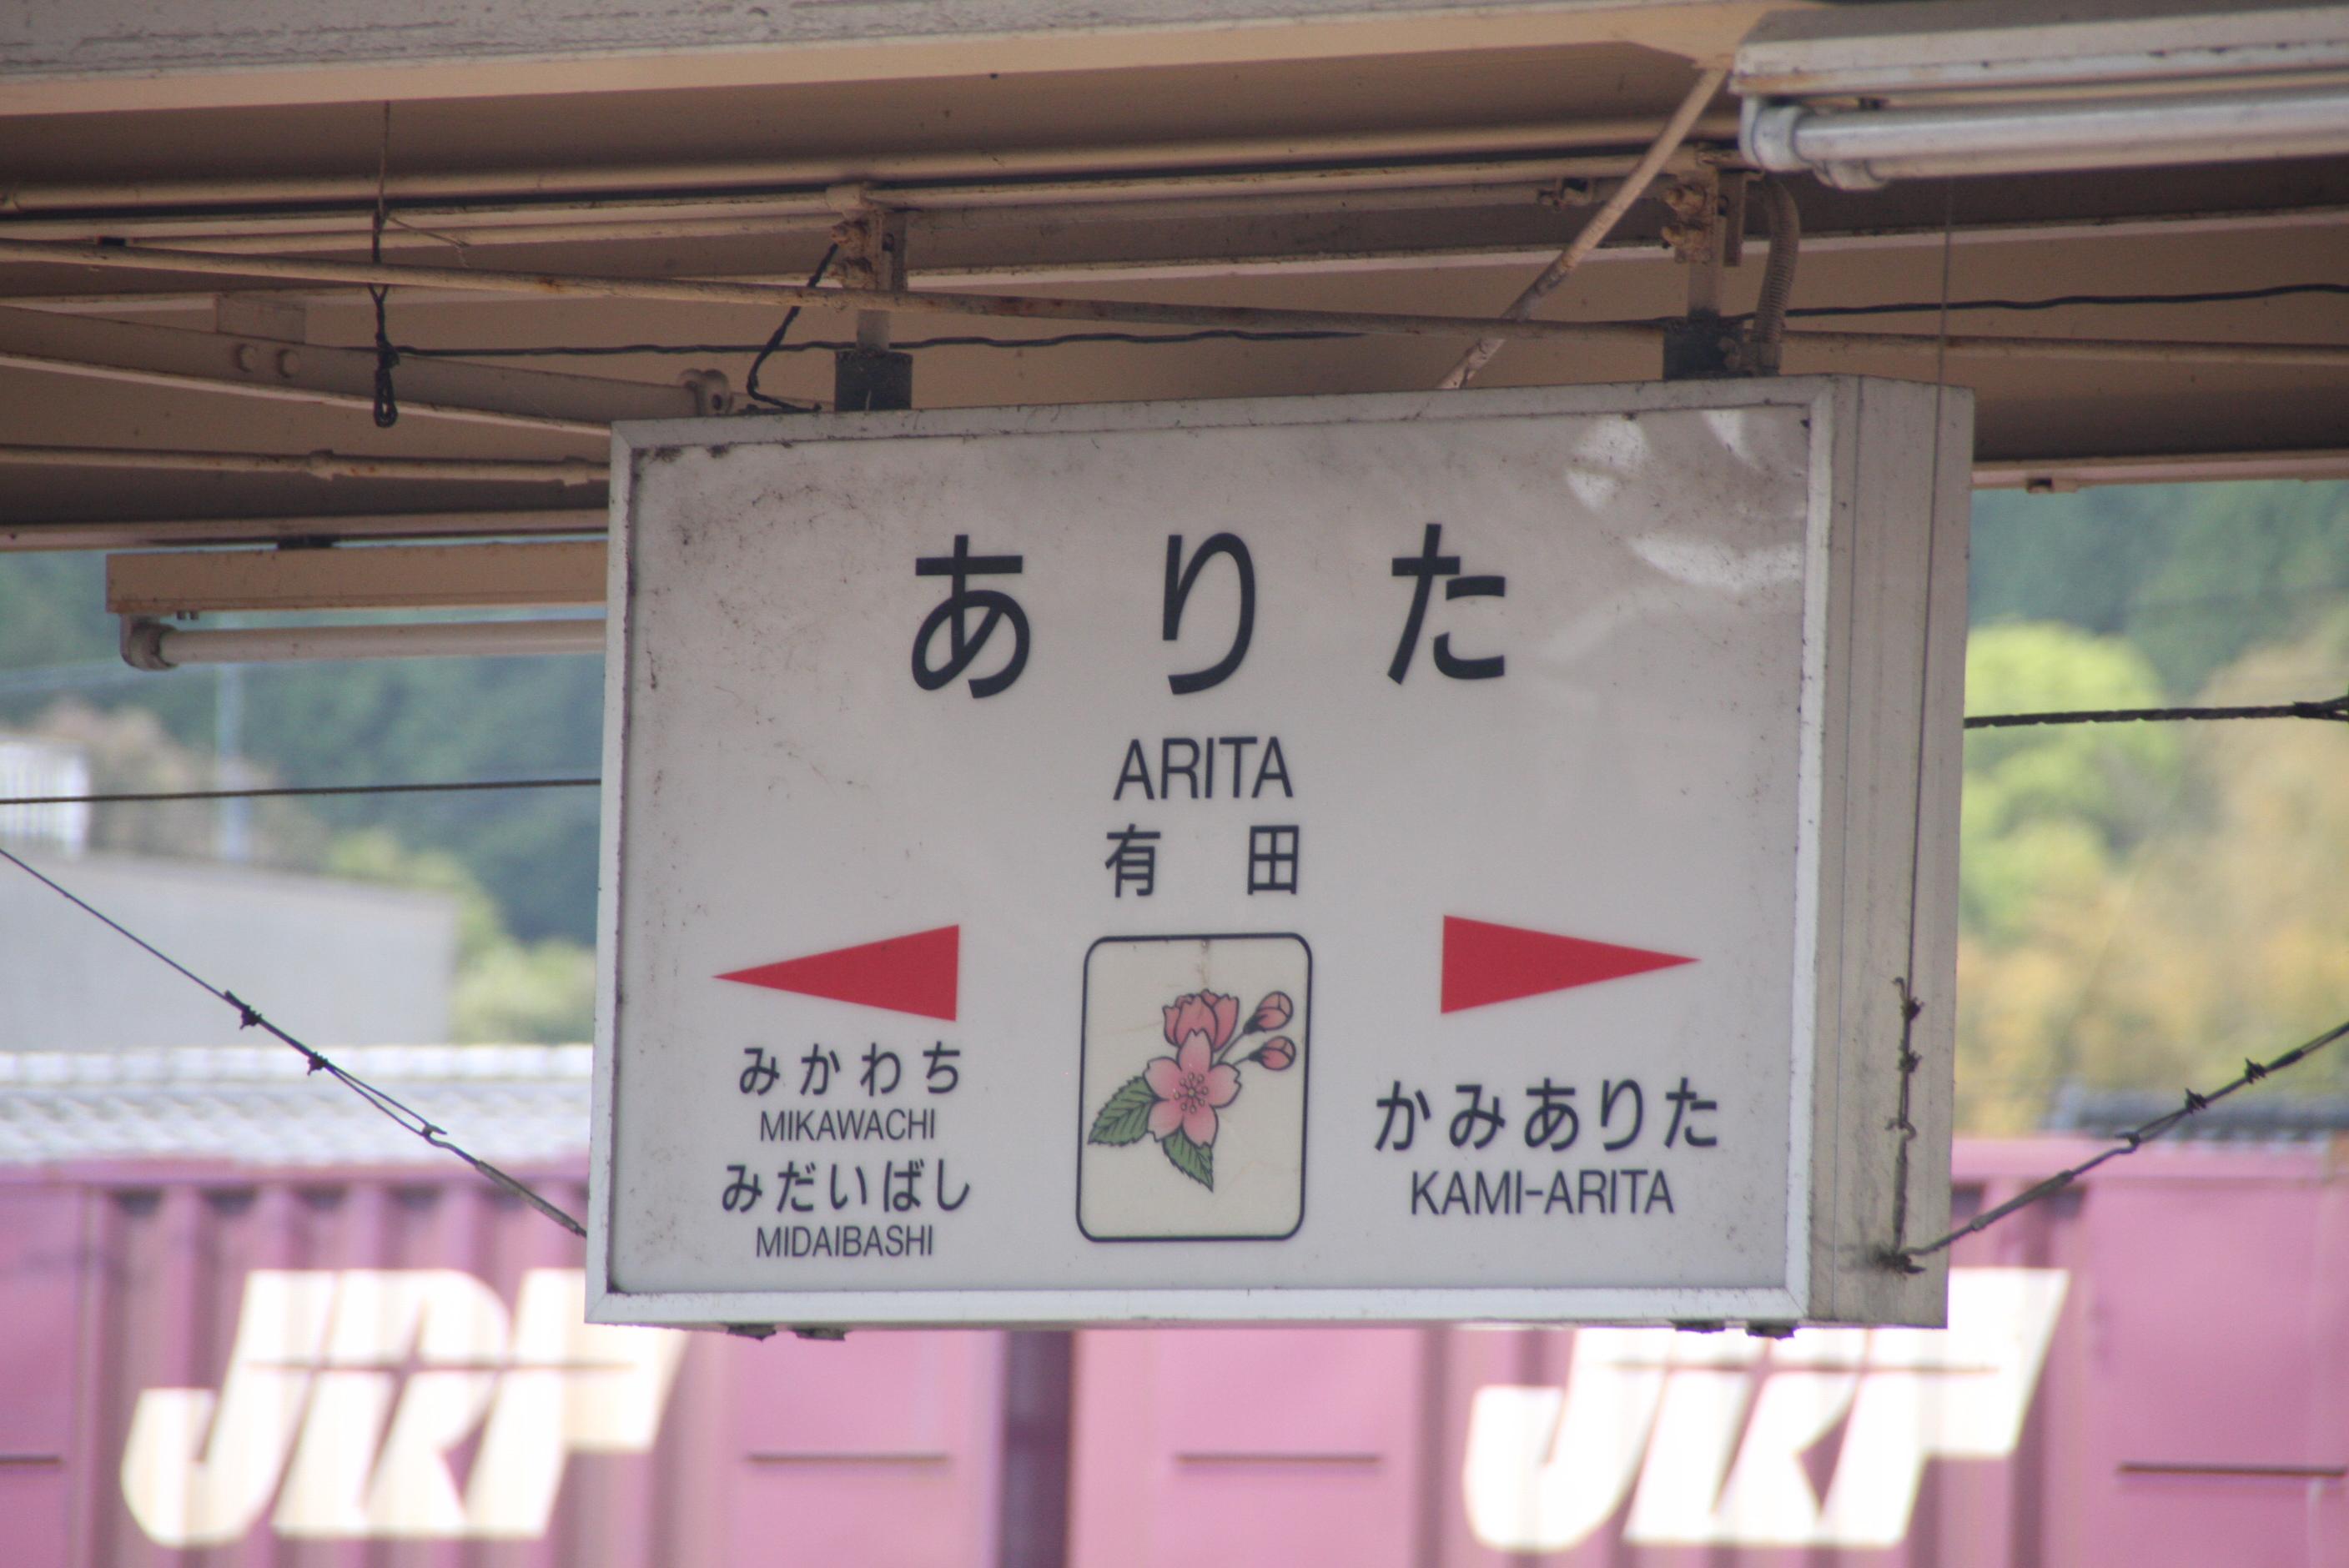 ありた
ARITA
有田
みかわち
MIKAWACHI
みだいばし
MIDAIBASHI
かみありた
KAMI-ARITA
JRF
JRF